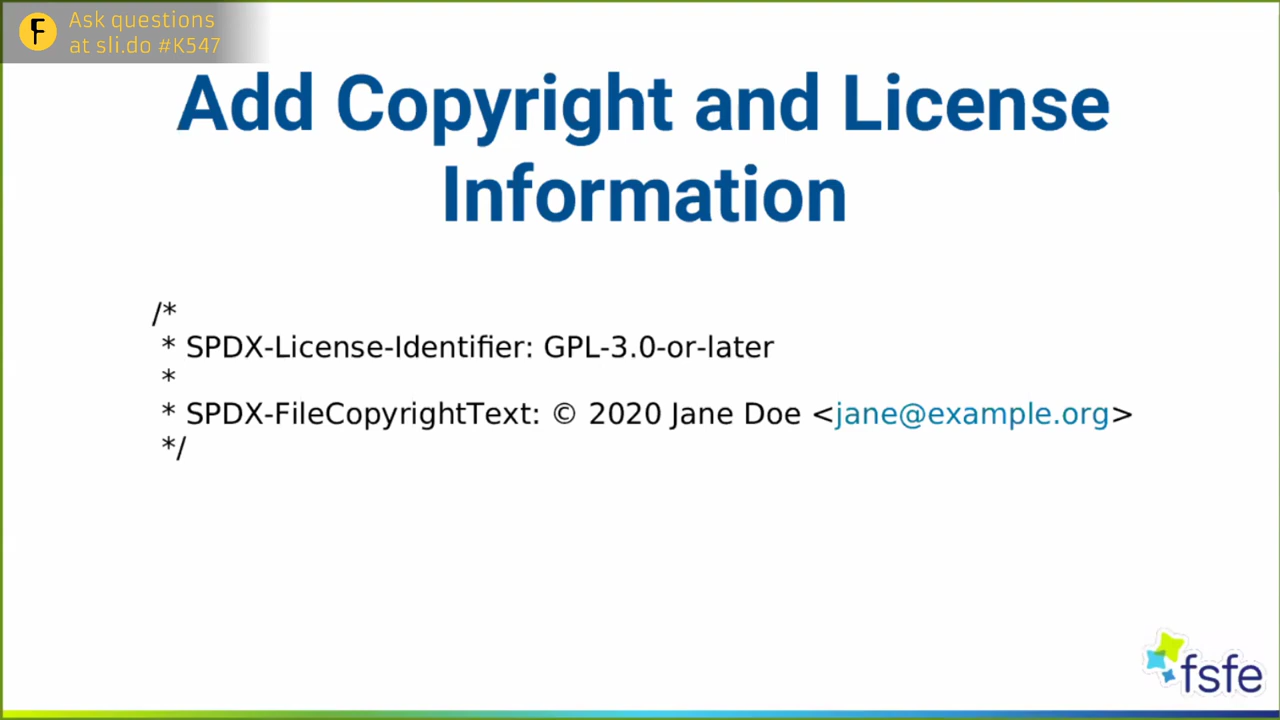 Ask questions
at sli.do #K547
Add Copyright and License
Information
/*
* SPDX-License-Identifier: GPL-3.0-or-later
*
* SPDX-FileCopyrightText: © 2020 Jane Doe <jane@example.org>
*/
fsfe